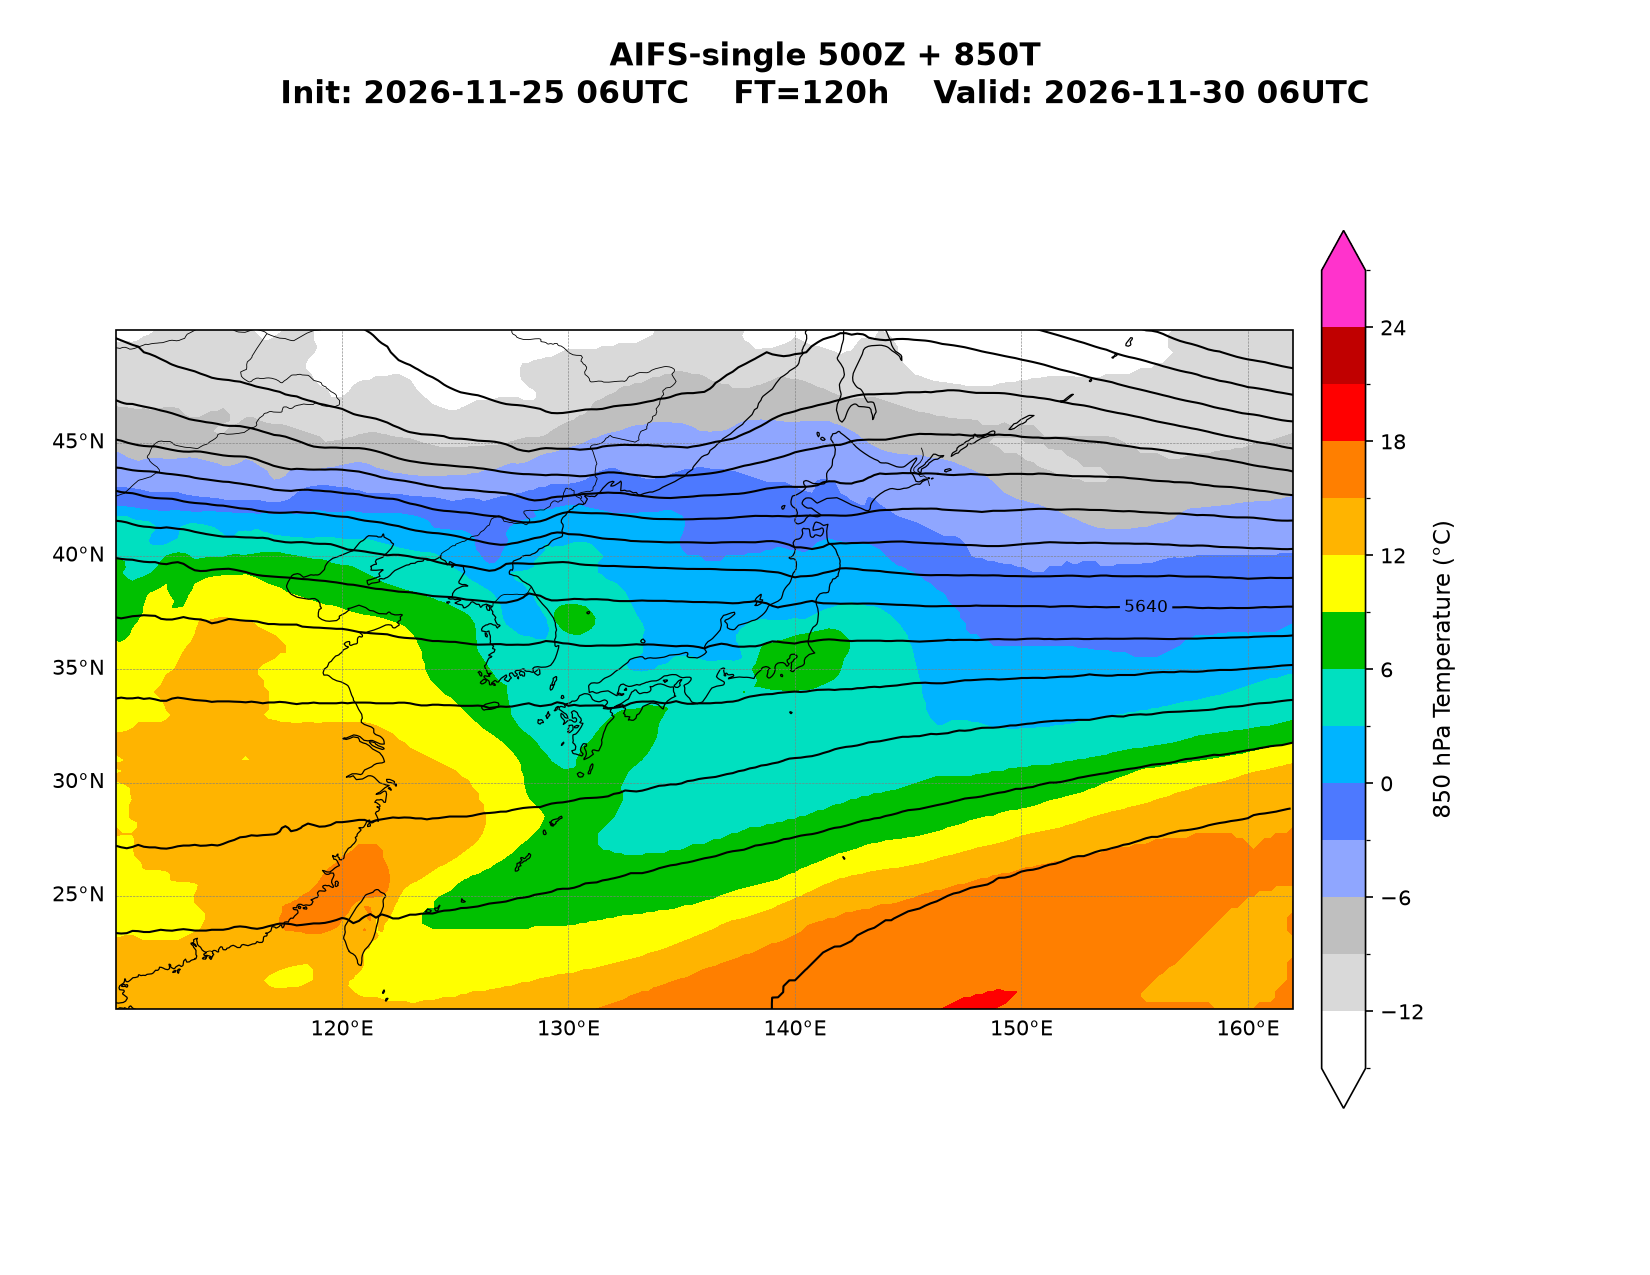 AIFS-single 500Z + 850T
Init: 2026-11-25 06UTC    FT=120h    Valid: 2026-11-30 06UTC
45°N
40°N
35°N
30°N
25°N
120°E
130°E
140°E
150°E
160°E
5640
24
18
12
6
0
−6
−12
850 hPa Temperature (°C)